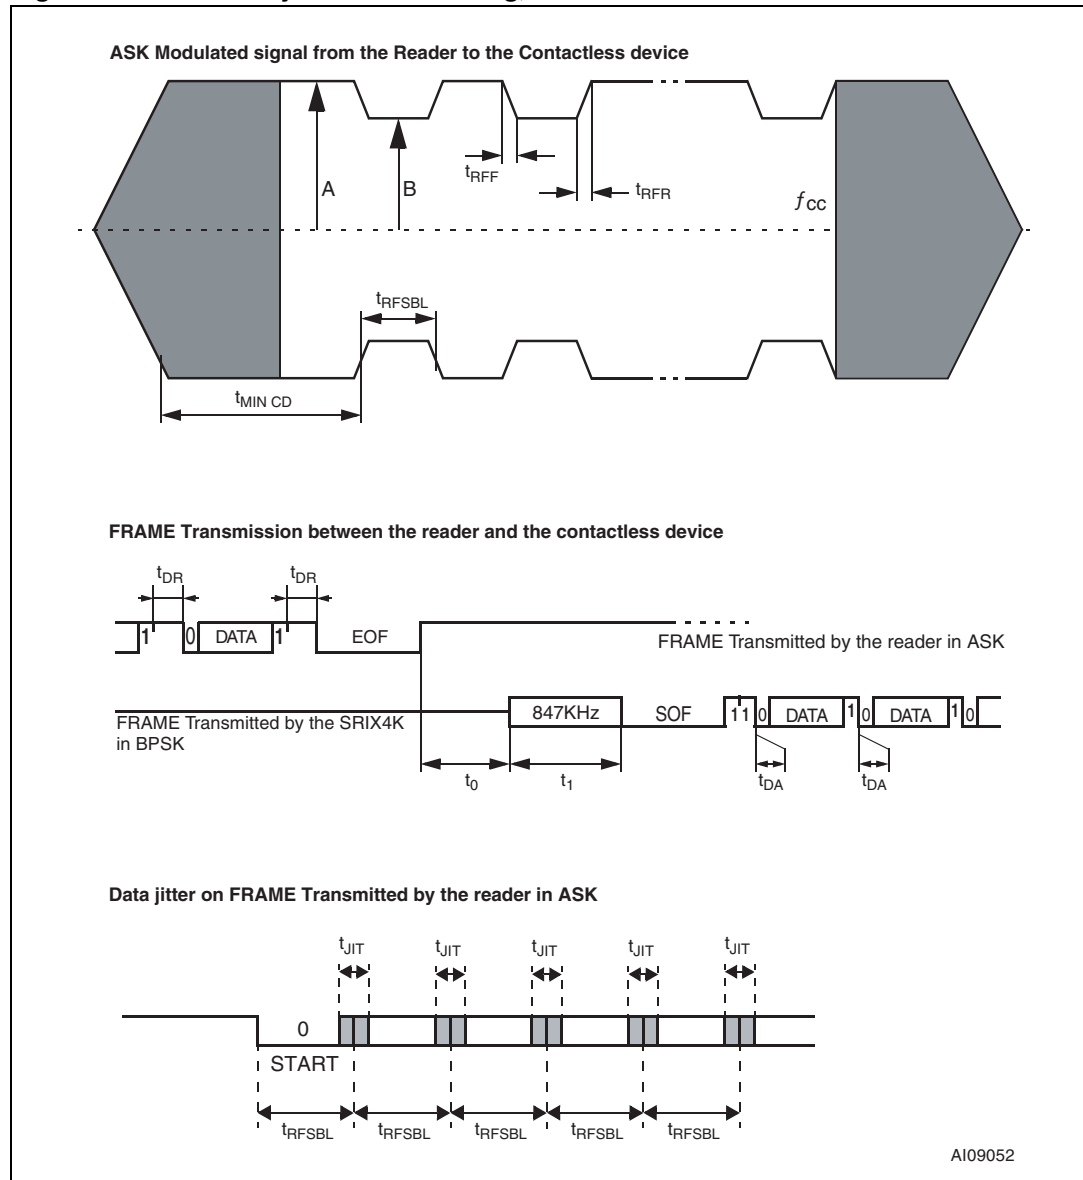 ASK Modulated signal from the Reader to the Contactless device
tRFF
A
B
tRFR
fcc
tRFSBL
tMIN CD
FRAME Transmission between the reader and the contactless device
tDR
tDR
1
0
DATA
1
EOF
FRAME Transmitted by the reader in ASK
847KHz
SOF
11
0
DATA
1
0
DATA
1
0
FRAME Transmitted by the SRIX4K
in BPSK
t0
t1
tDA
tDA
Data jitter on FRAME Transmitted by the reader in ASK
tJIT
tJIT
tJIT
tJIT
tJIT
0
START
tRFSBL
tRFSBL
tRFSBL
tRFSBL
tRFSBL
AI09052